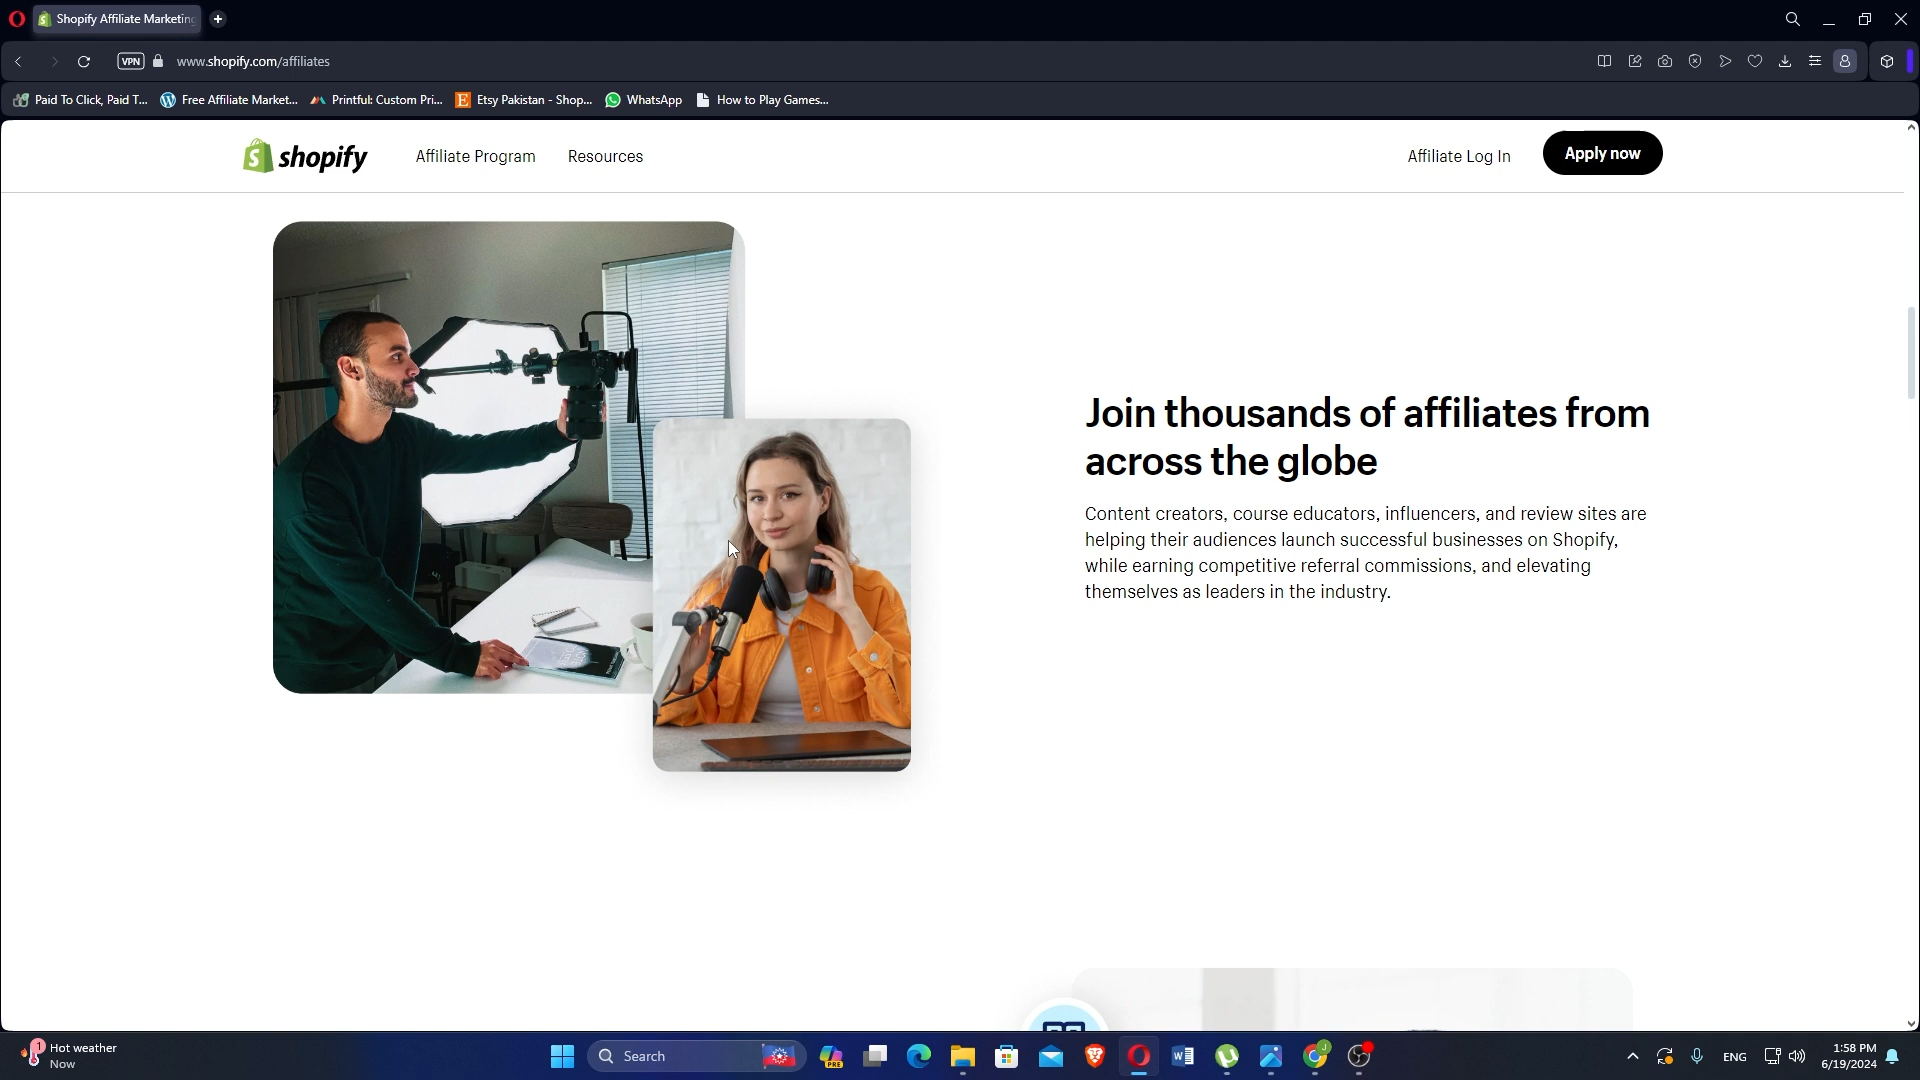 Shopify Affiliate Marketing
VPN
www.shopify.com/affiliates
Paid To Click, Paid T...
Free Affiliate Market...
Printful: Custom Pri...
Etsy Pakistan - Shop...
WhatsApp
How to Play Games...
shopify
Affiliate Program
Resources
Affiliate Log In
Apply now
Join thousands of affiliates from
across the globe
Content creators, course educators, influencers, and review sites are
helping their audiences launch successful businesses on Shopify,
while earning competitive referral commissions, and elevating
themselves as leaders in the industry.
1
Hot weather
Now
Search
PRE
J
ENG
1:58 PM
6/19/2024